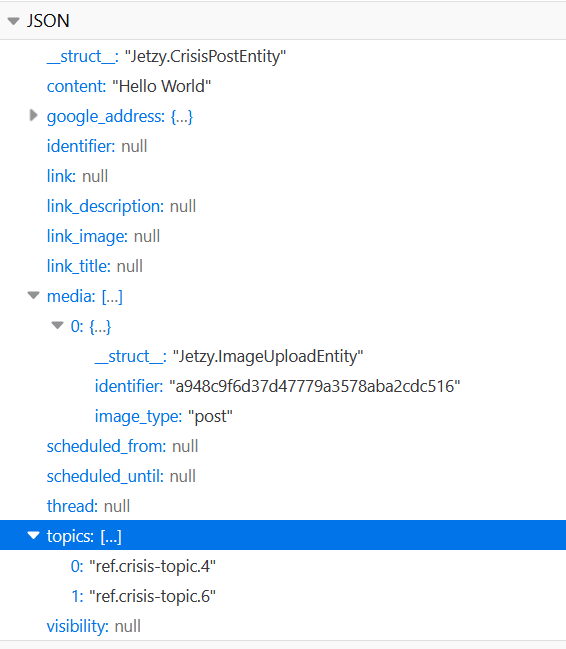 JSON
__struct__: "Jetzy.CrisisPostEntity"
content: "Hello World"
google_address: {…}
identifier: null
link: null
link_description: null
link_image: null
link_title: null
media: […]
0: {…}
__struct__: "Jetzy.ImageUploadEntity"
identifier: "a948c9f6d37d47779a3578aba2cdc516"
image_type: "post"
scheduled_from: null
scheduled_until: null
thread: null
topics: […]
0: "ref.crisis-topic.4"
1: "ref.crisis-topic.6"
visibility: null